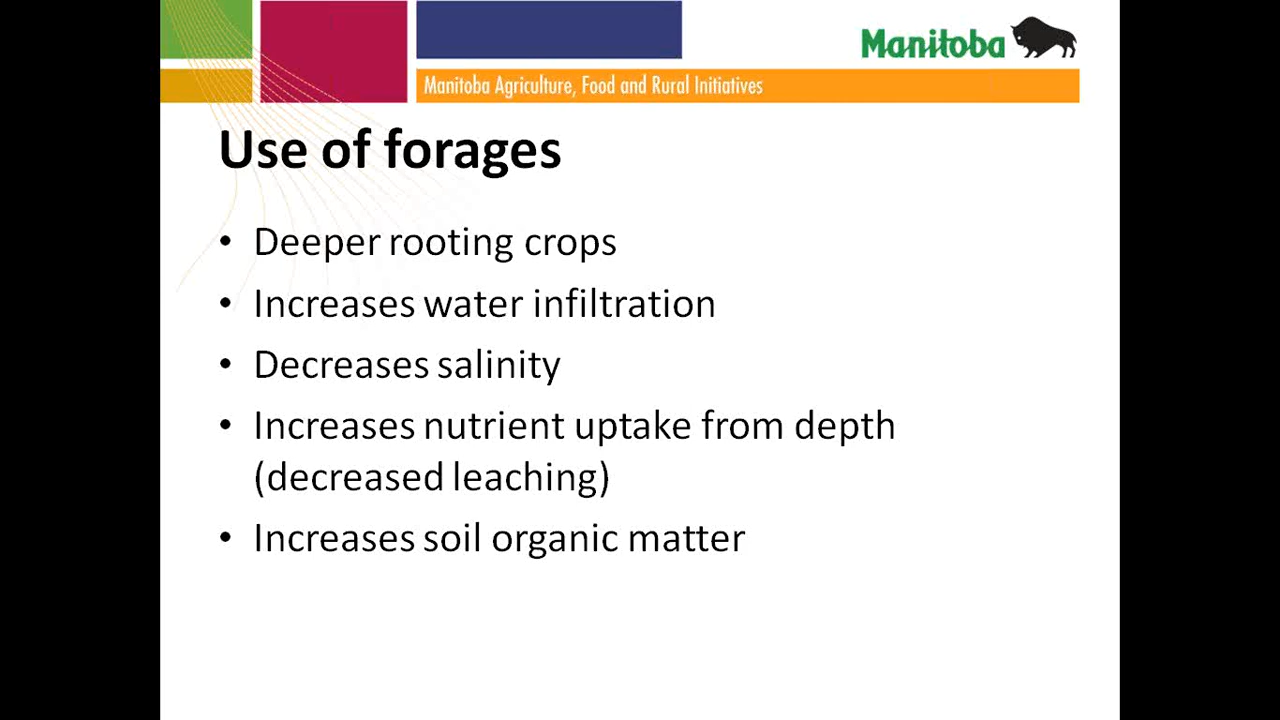 Manitoba
Manitoba Agriculture, Food and Rural Initiatives
Use of forages
• Deeper rooting crops
• Increases water infiltration
• Decreases salinity
• Increases nutrient uptake from depth
(decreased leaching)
• Increases soil organic matter